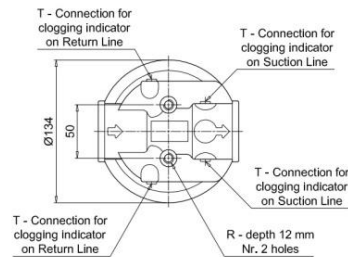 T - Connection for
clogging indicator
on Return Line
T - Connection for
clogging indicator
on Suction Line
Ø134
50
T - Connection for
clogging indicator
on Suction Line
T - Connection for
clogging indicator
on Return Line
R - depth 12 mm
Nr. 2 holes